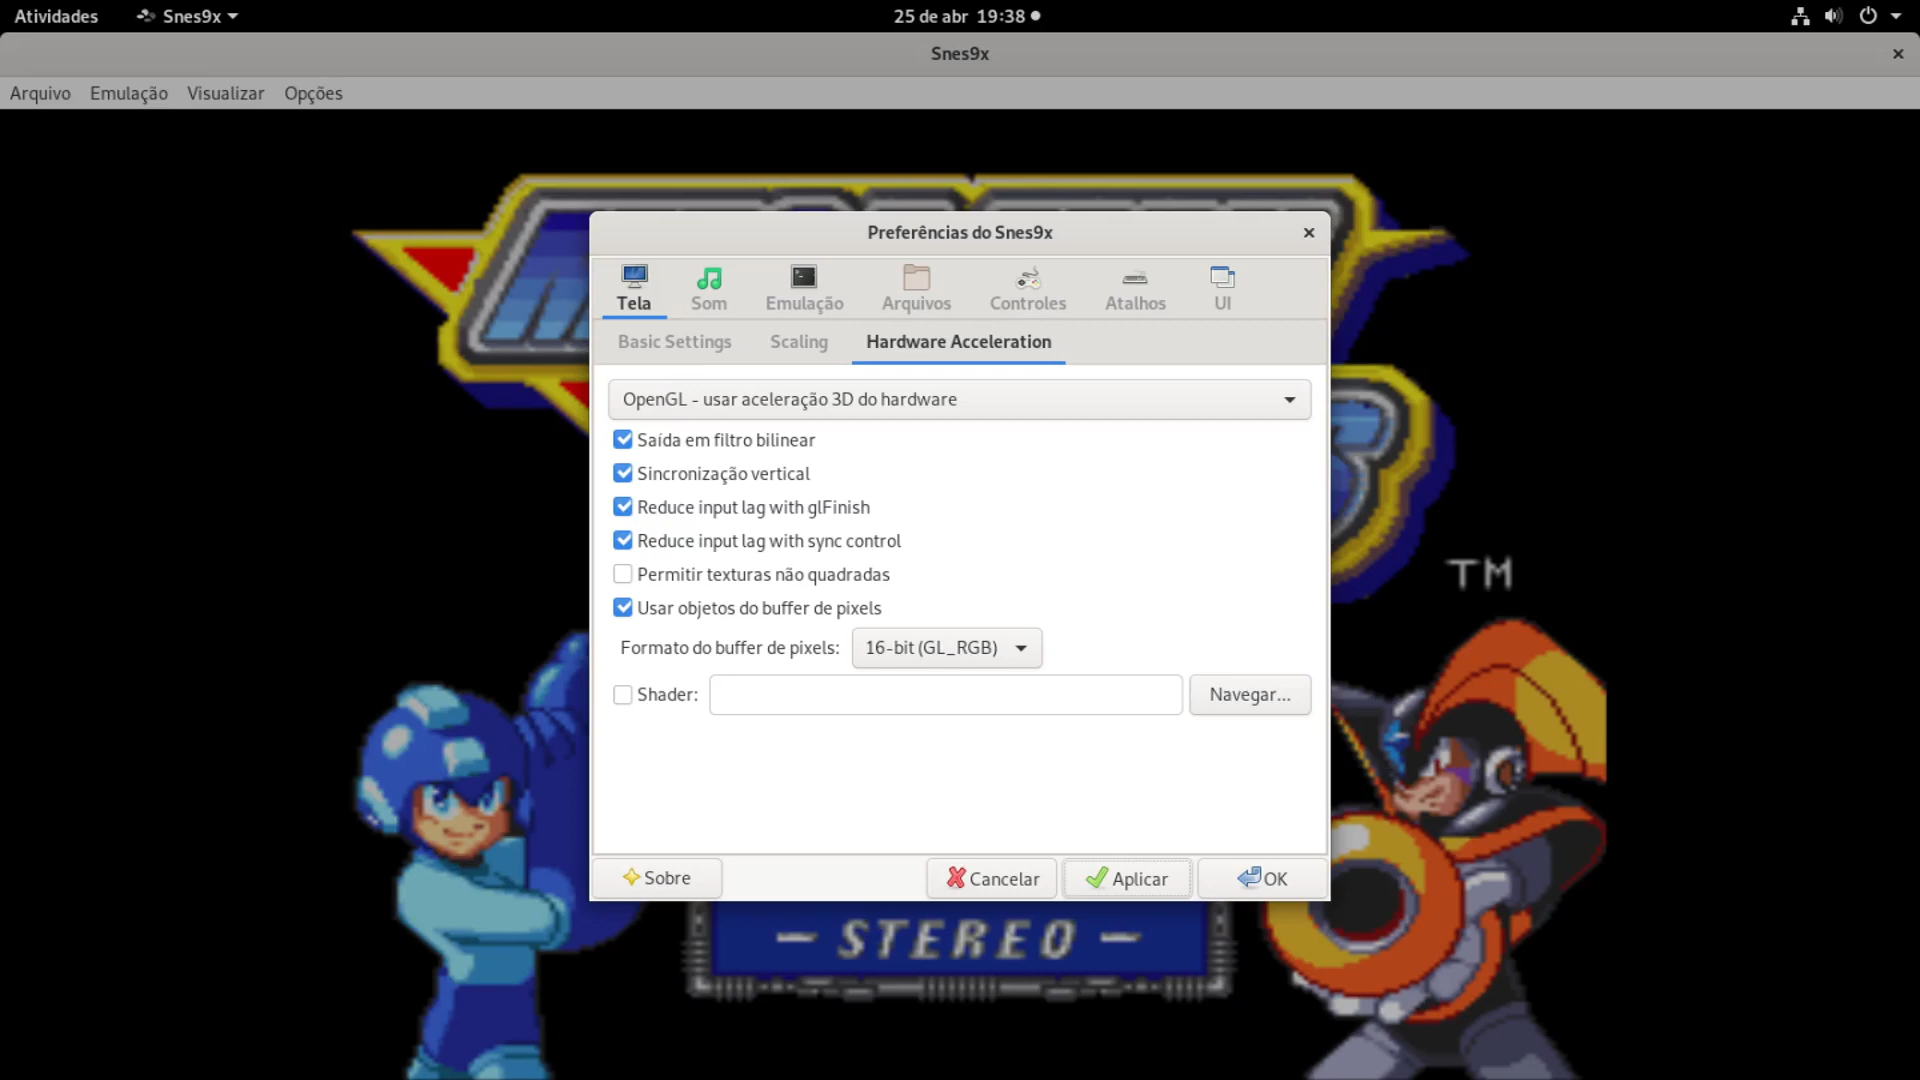 Atividades
Snes9x
25 de abr 19:38
Snes9x
Arquivo
Emulação
Visualizar
Opções
Preferências do Snes9x
Tela
Som
Emulação
Arquivos
Controles
Atalhos
UI
Basic Settings
Scaling
Hardware Acceleration
OpenGL - usar aceleração 3D do hardware
Saída em filtro bilinear
Sincronização vertical
Reduce input lag with glFinish
Reduce input lag with sync control
Permitir texturas não quadradas
Usar objetos do buffer de pixels
Formato do buffer de pixels:
16-bit (GL_RGB)
Shader:
Navegar...
Sobre
Cancelar
Aplicar
OK
TM
– STEREO –